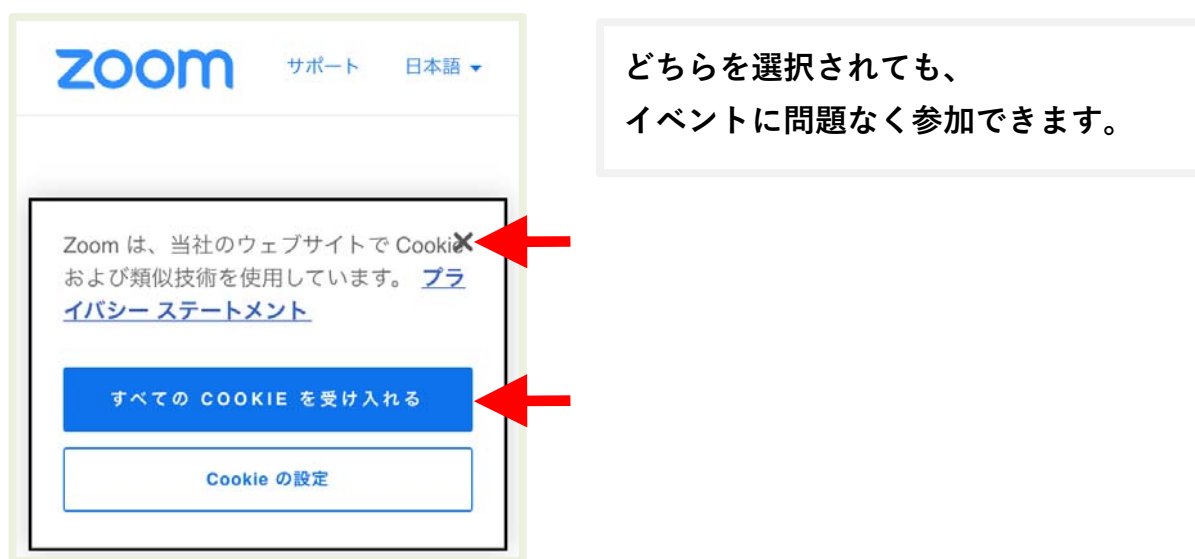 zoom サポート 日本語
Zoom は、当社のウェブサイトで Cookie
および類似技術を使用しています。 プラ
イバシー ステートメント
すべての COOKIE を受け入れる
Cookie の設定
どちらを選択されても、
イベントに問題なく参加できます。